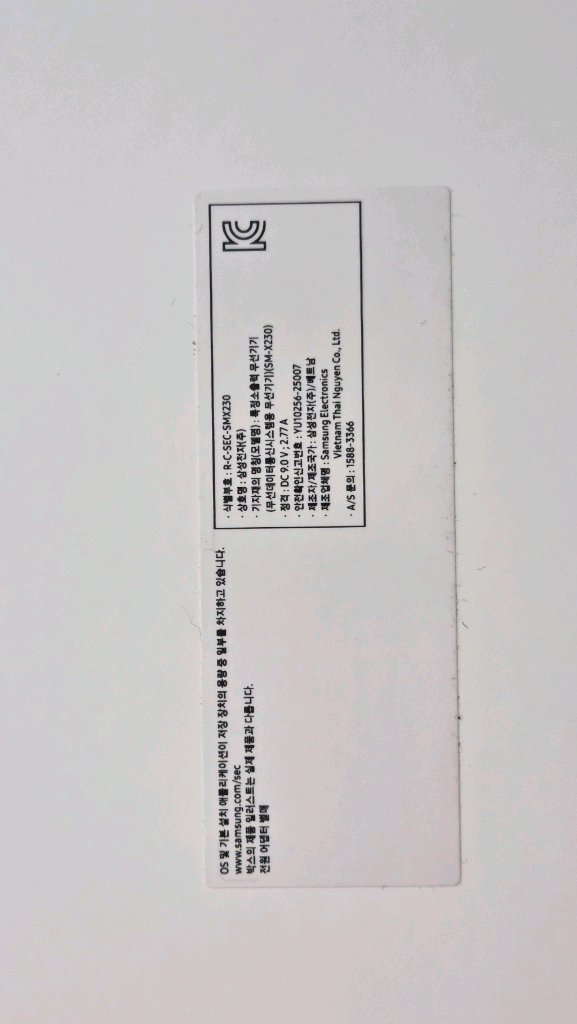 OS 및 기본 설치 애플리케이션이 저장 장치의 용량 중 일부를 차지하고 있습니다.
www.samsung.com/sec
박스의 제품 일러스트는 실제 제품과 다릅니다.
전원 어댑터 별매
· 식별부호 : R-C-SEC-SMX230
· 상호명 : 삼성전자(주)
· 기자재의 명칭(모델명) : 특정소출력 무선기기
(무선데이터통신시스템용 무선기기)(SM-X230)
· 정격 : DC 9.0 V ; 2.77 A
· 안전확인신고번호 : YU10256-25007
· 제조자/제조국가 : 삼성전자(주)/베트남
· 제조업체명 : Samsung Electronics
Vietnam Thai Nguyen Co., Ltd.
· A/S 문의 : 1588-3366